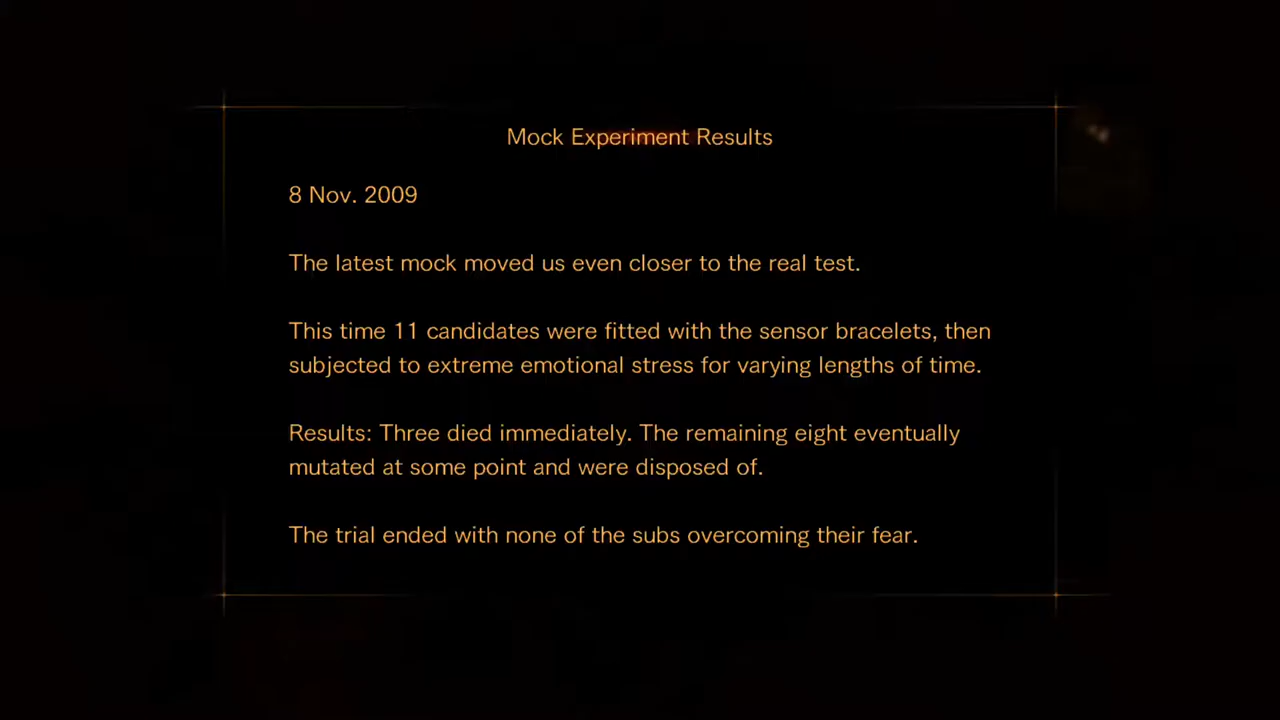 Mock Experiment Results
8 Nov. 2009
The latest mock moved us even closer to the real test.
This time 11 candidates were fitted with the sensor bracelets, then
subjected to extreme emotional stress for varying lengths of time.
Results: Three died immediately. The remaining eight eventually
mutated at some point and were disposed of.
The trial ended with none of the subs overcoming their fear.